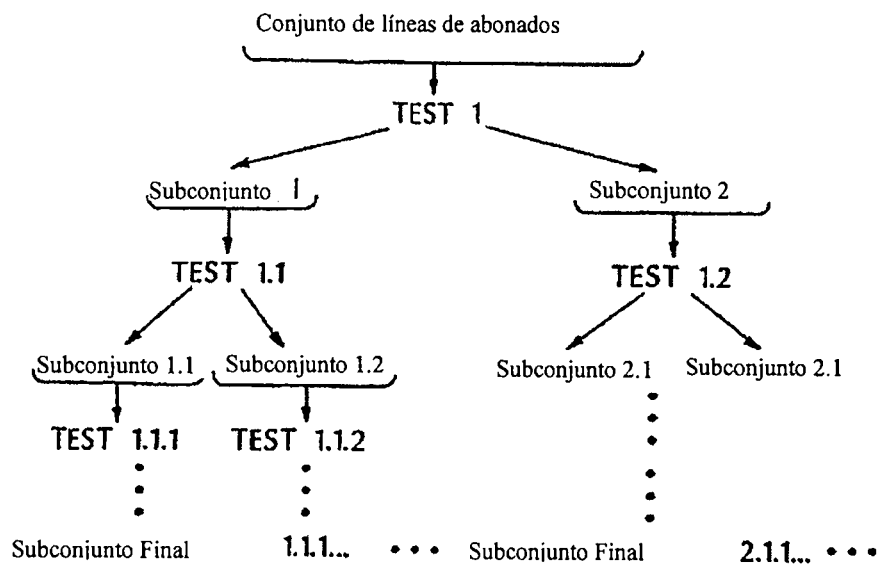 Conjunto de líneas de abonados
TEST 1
Subconjunto 1 Subconjunto 2
TEST 1.1 TEST 1.2
Subconjunto 1.1 Subconjunto 1.2 Subconjunto 2.1 Subconjunto 2.1
TEST 1.1.1 TEST 1.1.2
Subconjunto Final 1.1.1... • • • Subconjunto Final 2.1.1... • • •